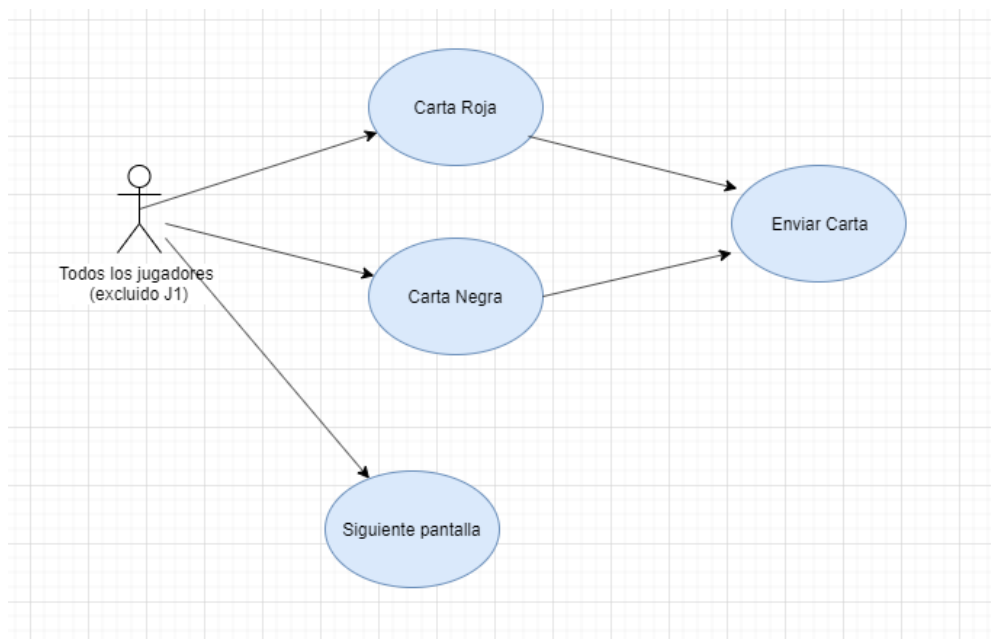 Carta Roja
Enviar Carta
Todos los jugadores
(excluido J1)
Carta Negra
Siguiente pantalla